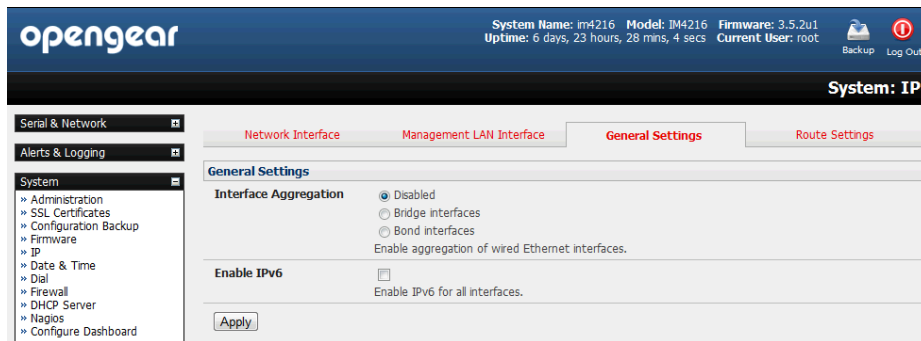 opengear
System Name: im4216 Model: IM4216 Firmware: 3.5.2u1
Uptime: 6 days, 23 hours, 28 mins, 4 secs Current User: root
Backup
Log Out
System: IP
Serial & Network
Alerts & Logging
System
» Administration
» SSL Certificates
» Configuration Backup
» Firmware
» IP
» Date & Time
» Dial
» Firewall
» DHCP Server
» Nagios
» Configure Dashboard
Network Interface
Management LAN Interface
General Settings
Route Settings
General Settings
Interface Aggregation
Disabled
Bridge interfaces
Bond interfaces
Enable aggregation of wired Ethernet interfaces.
Enable IPv6
Enable IPv6 for all interfaces.
Apply